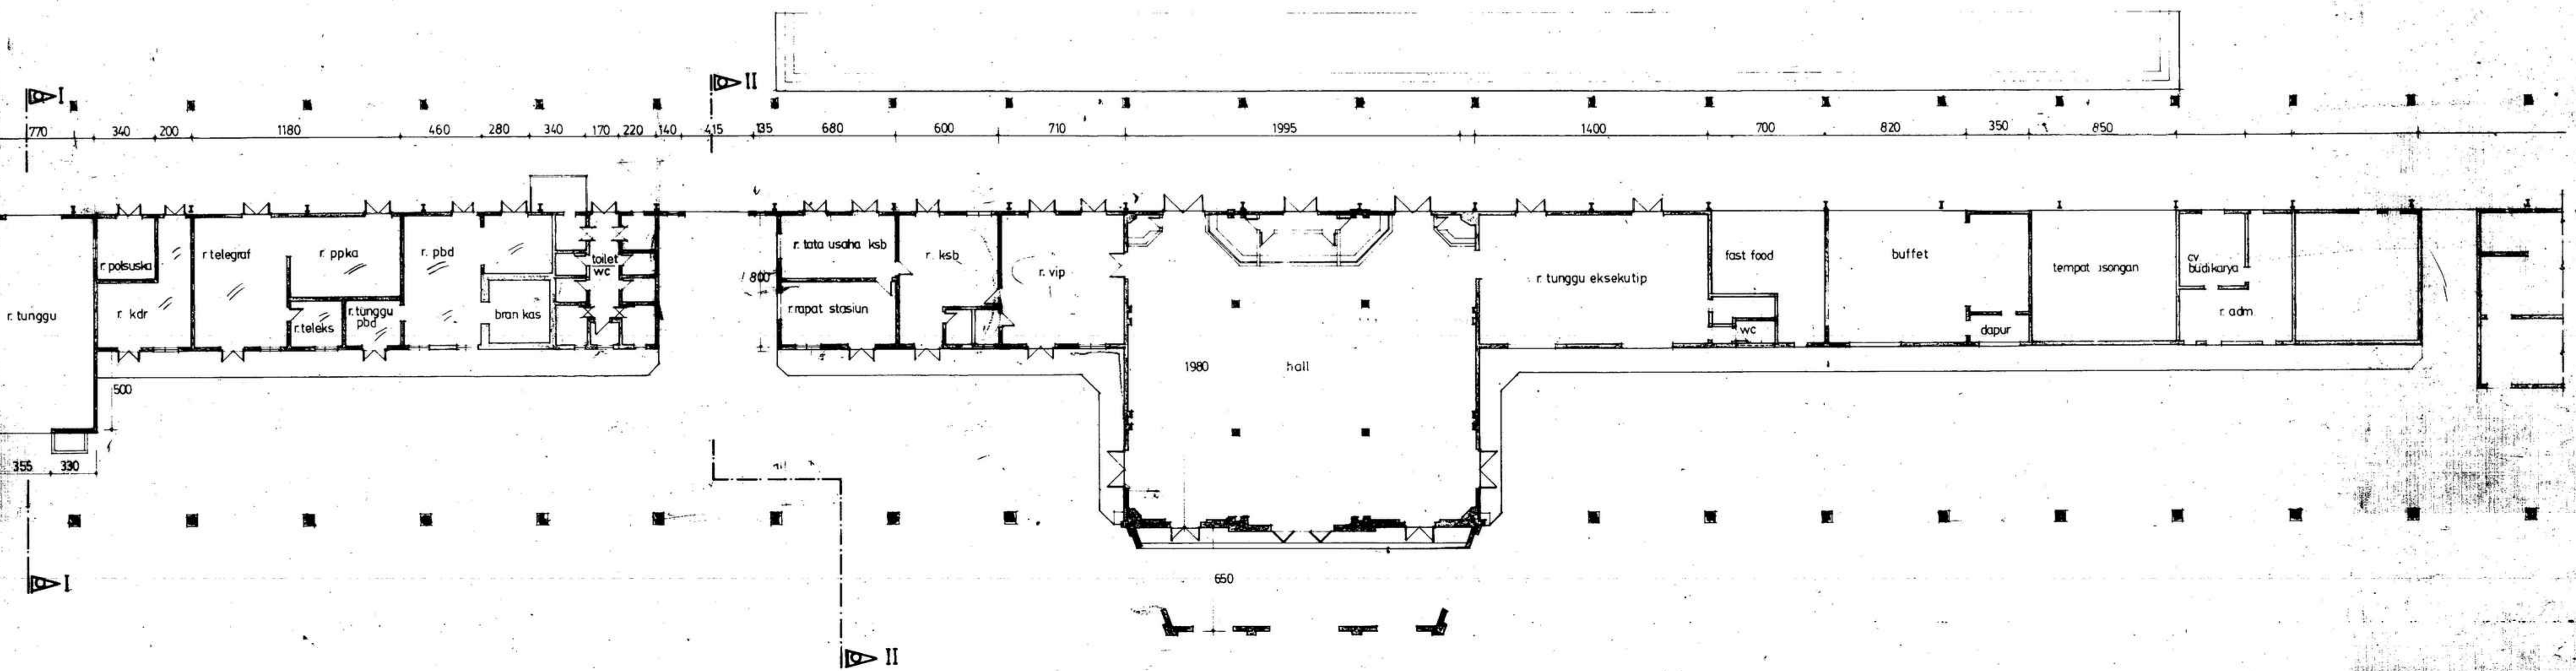 II
I
770 340 200 1180 460 280 340 170 220 140 415 135 680 600 710 1995 1400 700 820 350 850
r. tunggu
r. polsuska
r. kdr
r telegraf
r. ppka
r. teleks
r. tunggu
pbd
r. pbd
bran kas
toilet
wc
r. tata usaha ksb
800
r. rapat stasiun
r. ksb
r. vip
1980
hall
r. tunggu eksekutip
fast food
wc
buffet
dapur
tempat
cv
budi karya
r. adm
500
355 330
I
650
II